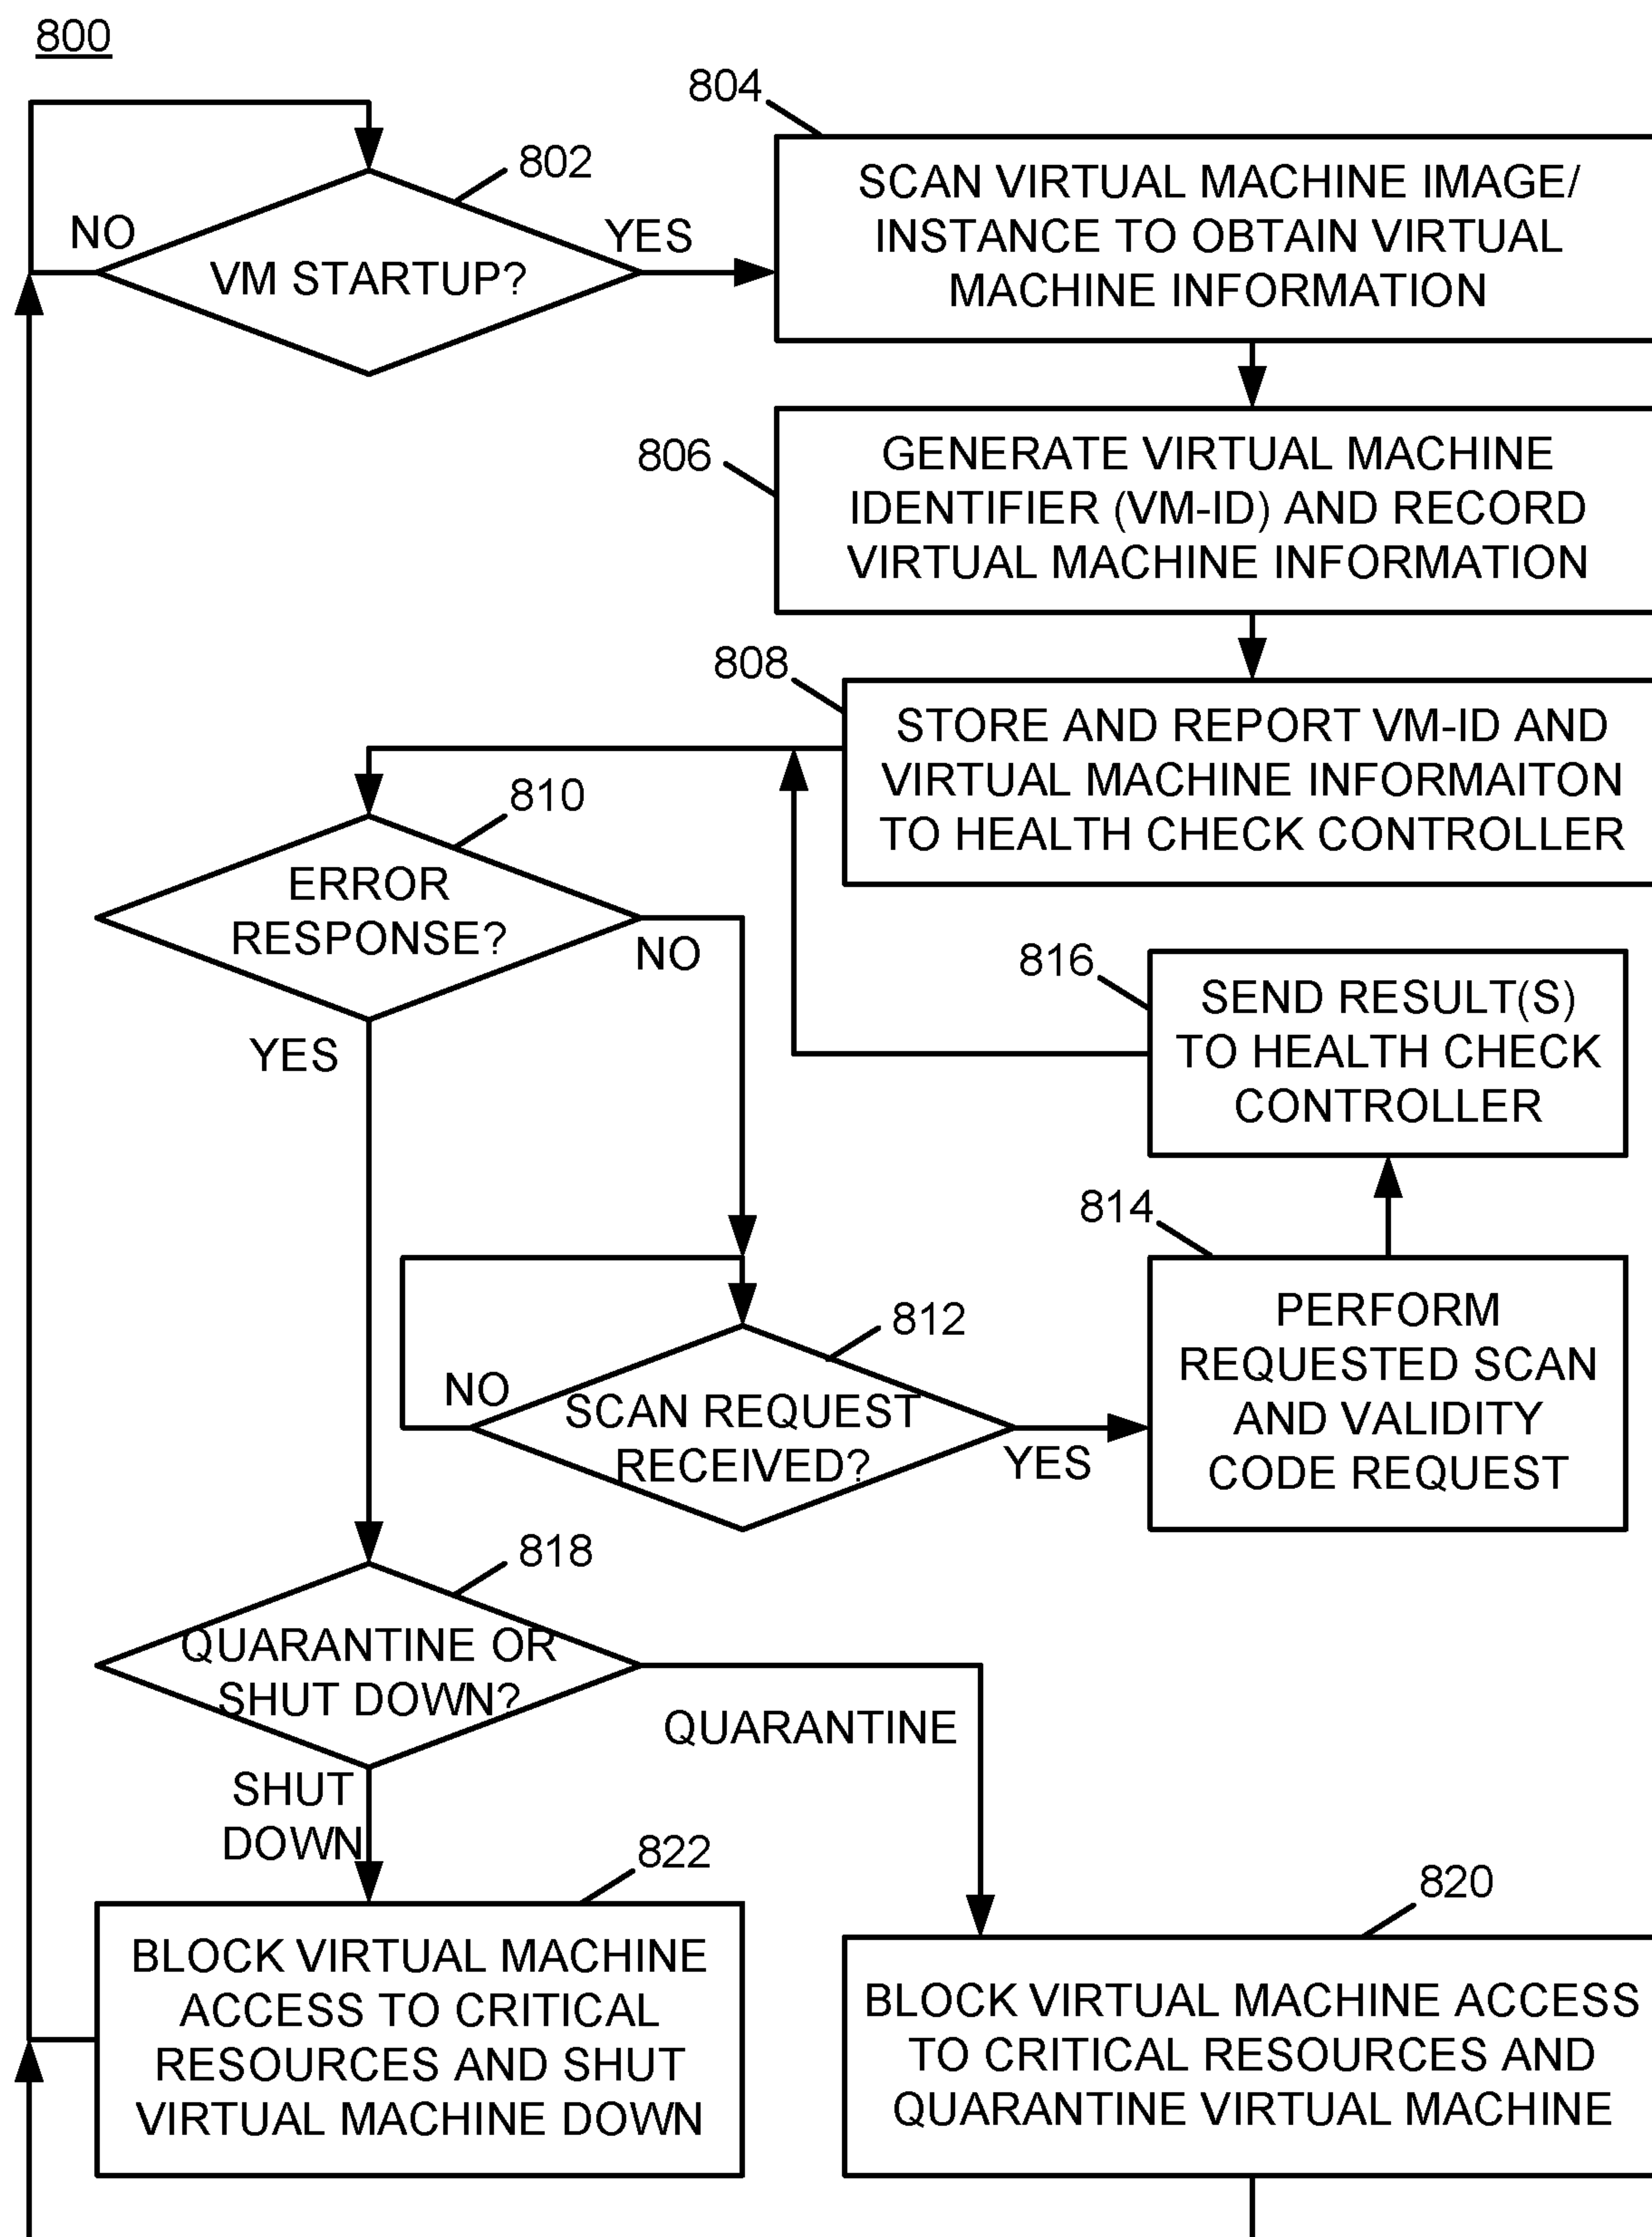 800
802
NO
YES
VM STARTUP?
804
SCAN VIRTUAL MACHINE IMAGE/
INSTANCE TO OBTAIN VIRTUAL
MACHINE INFORMATION
806
GENERATE VIRTUAL MACHINE
IDENTIFIER (VM-ID) AND RECORD
VIRTUAL MACHINE INFORMATION
808
STORE AND REPORT VM-ID AND
VIRTUAL MACHINE INFORMAITON
TO HEALTH CHECK CONTROLLER
810
ERROR
RESPONSE?
NO
YES
816
SEND RESULT(S)
TO HEALTH CHECK
CONTROLLER
814
PERFORM
REQUESTED SCAN
AND VALIDITY
CODE REQUEST
812
NO
SCAN REQUEST
RECEIVED?
YES
818
QUARANTINE OR
SHUT DOWN?
QUARANTINE
SHUT
DOWN
822
BLOCK VIRTUAL MACHINE
ACCESS TO CRITICAL
RESOURCES AND SHUT
VIRTUAL MACHINE DOWN
820
BLOCK VIRTUAL MACHINE ACCESS
TO CRITICAL RESOURCES AND
QUARANTINE VIRTUAL MACHINE